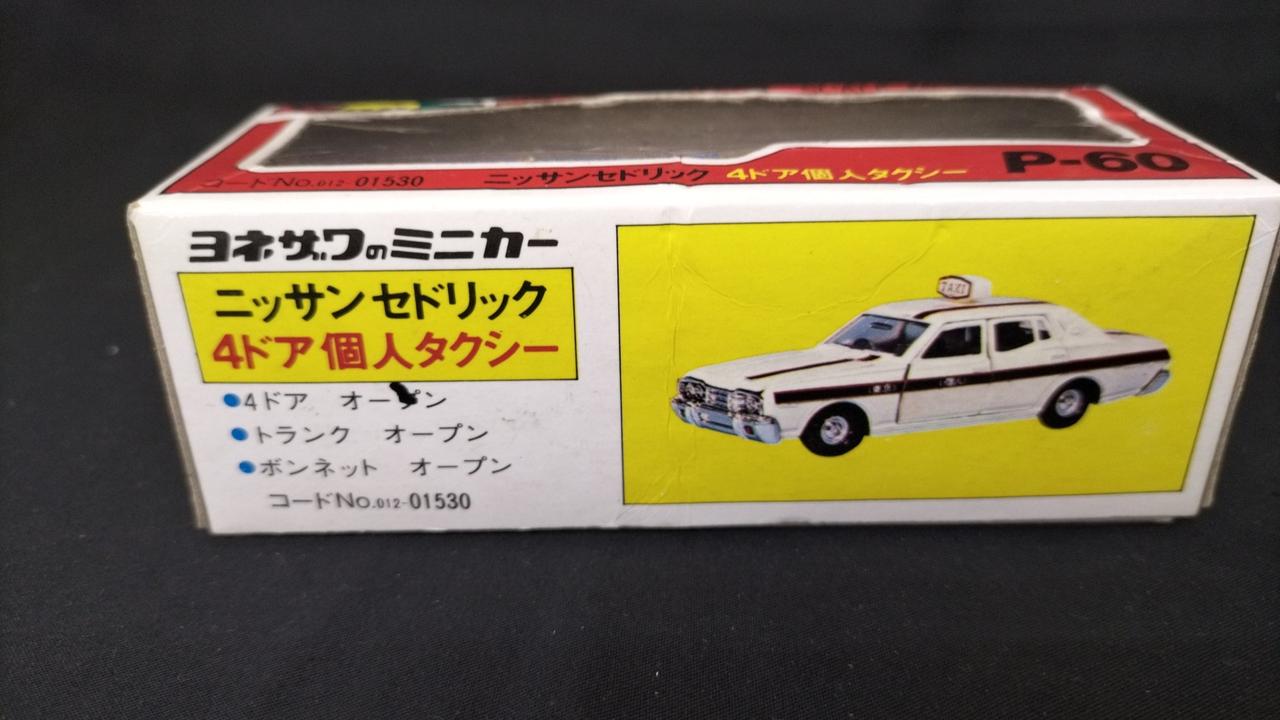 コードNo.012-01530 ニッサンセドリック 4ドア個人タクシー P-60
ヨネザワのミニカー
ニッサン セドリック
4ドア 個人タクシー
●4ドア オープン
●トランク オープン
●ボンネット オープン
コードNo.012-01530
TAXI